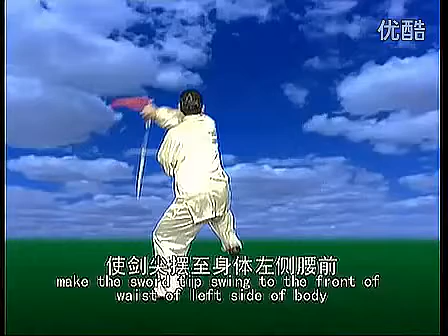 优酷
使剑尖摆至身体左侧腰前
make the sword tip swing to the front of
waist of lleft side of body